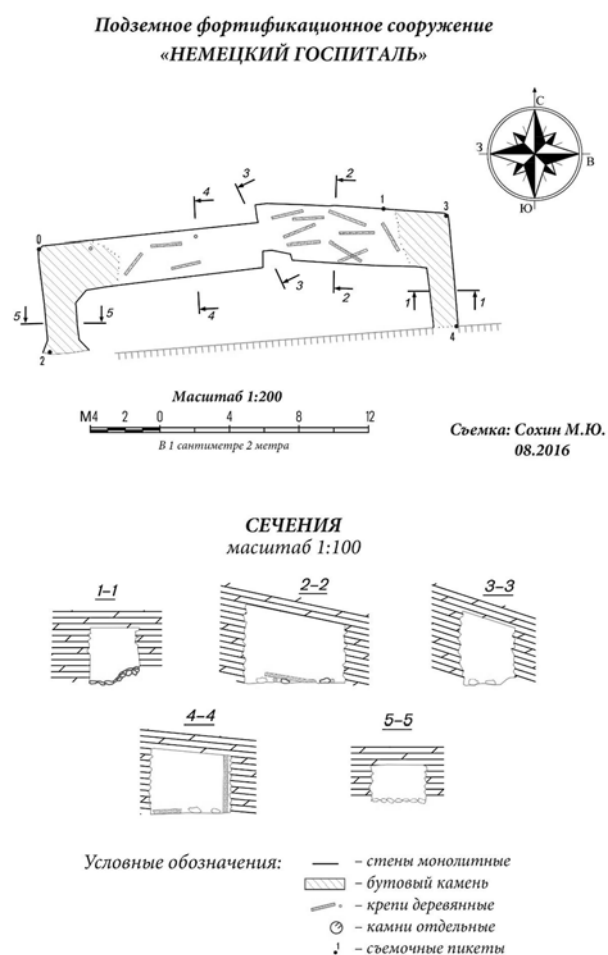 Подземное фортификационное сооружение
«НЕМЕЦКИЙ ГОСПИТАЛЬ»
С
З
В
Ю
0
1
2
3
4
2
2
3
3
4
4
5
5
1
1
Масштаб 1:200
М4 2 0 4 8 12
В 1 сантиметре 2 метра
Съемка: Сохин М.Ю.
08.2016
СЕЧЕНИЯ
масштаб 1:100
1–1
2–2
3–3
4–4
5–5
Условные обозначения:
– стены монолитные
– бутовый камень
– крепи деревянные
– камни отдельные
1 – съемочные пикеты